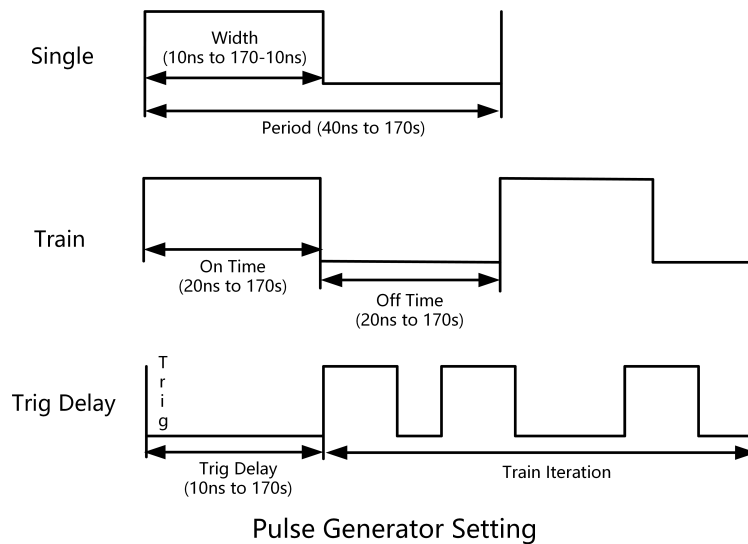 Single
Width
(10ns to 170-10ns)
Period (40ns to 170s)
Train
On Time
(20ns to 170s)
Off Time
(20ns to 170s)
Trig Delay
Trig
Trig Delay
(10ns to 170s)
Train Iteration
Pulse Generator Setting